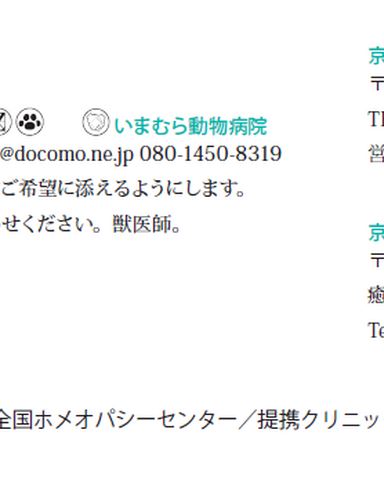 いまむら動物病院
@docomo.ne.jp 080-1450-8319
ご希望に添えるようにします。
せください。獣医師。
全国ホメオパシーセンター／提携クリニッ
京
〒
営
京
〒
癒
Te